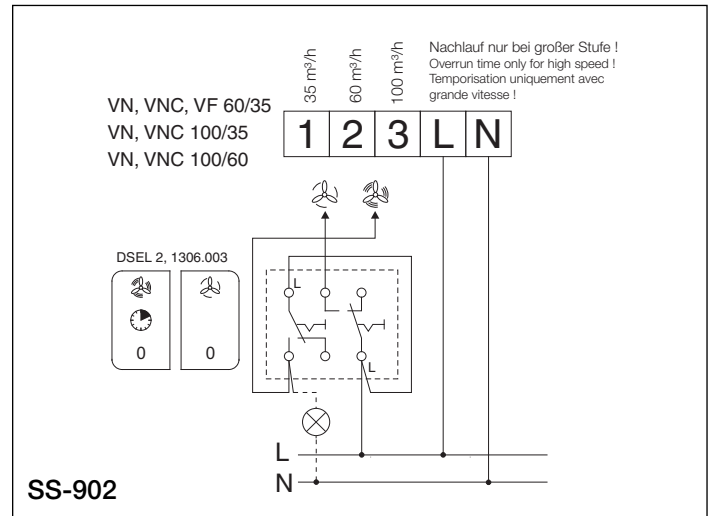 35 m³/h
60 m³/h
100 m³/h
Nachlauf nur bei großer Stufe !
Overrun time only for high speed !
Temporisation uniquement avec
grande vitesse !
VN, VNC, VF 60/35
VN, VNC 100/35
VN, VNC 100/60
1 2 3 L N
DSEL 2, 1306.003
0 0
L
L
L
N
SS-902